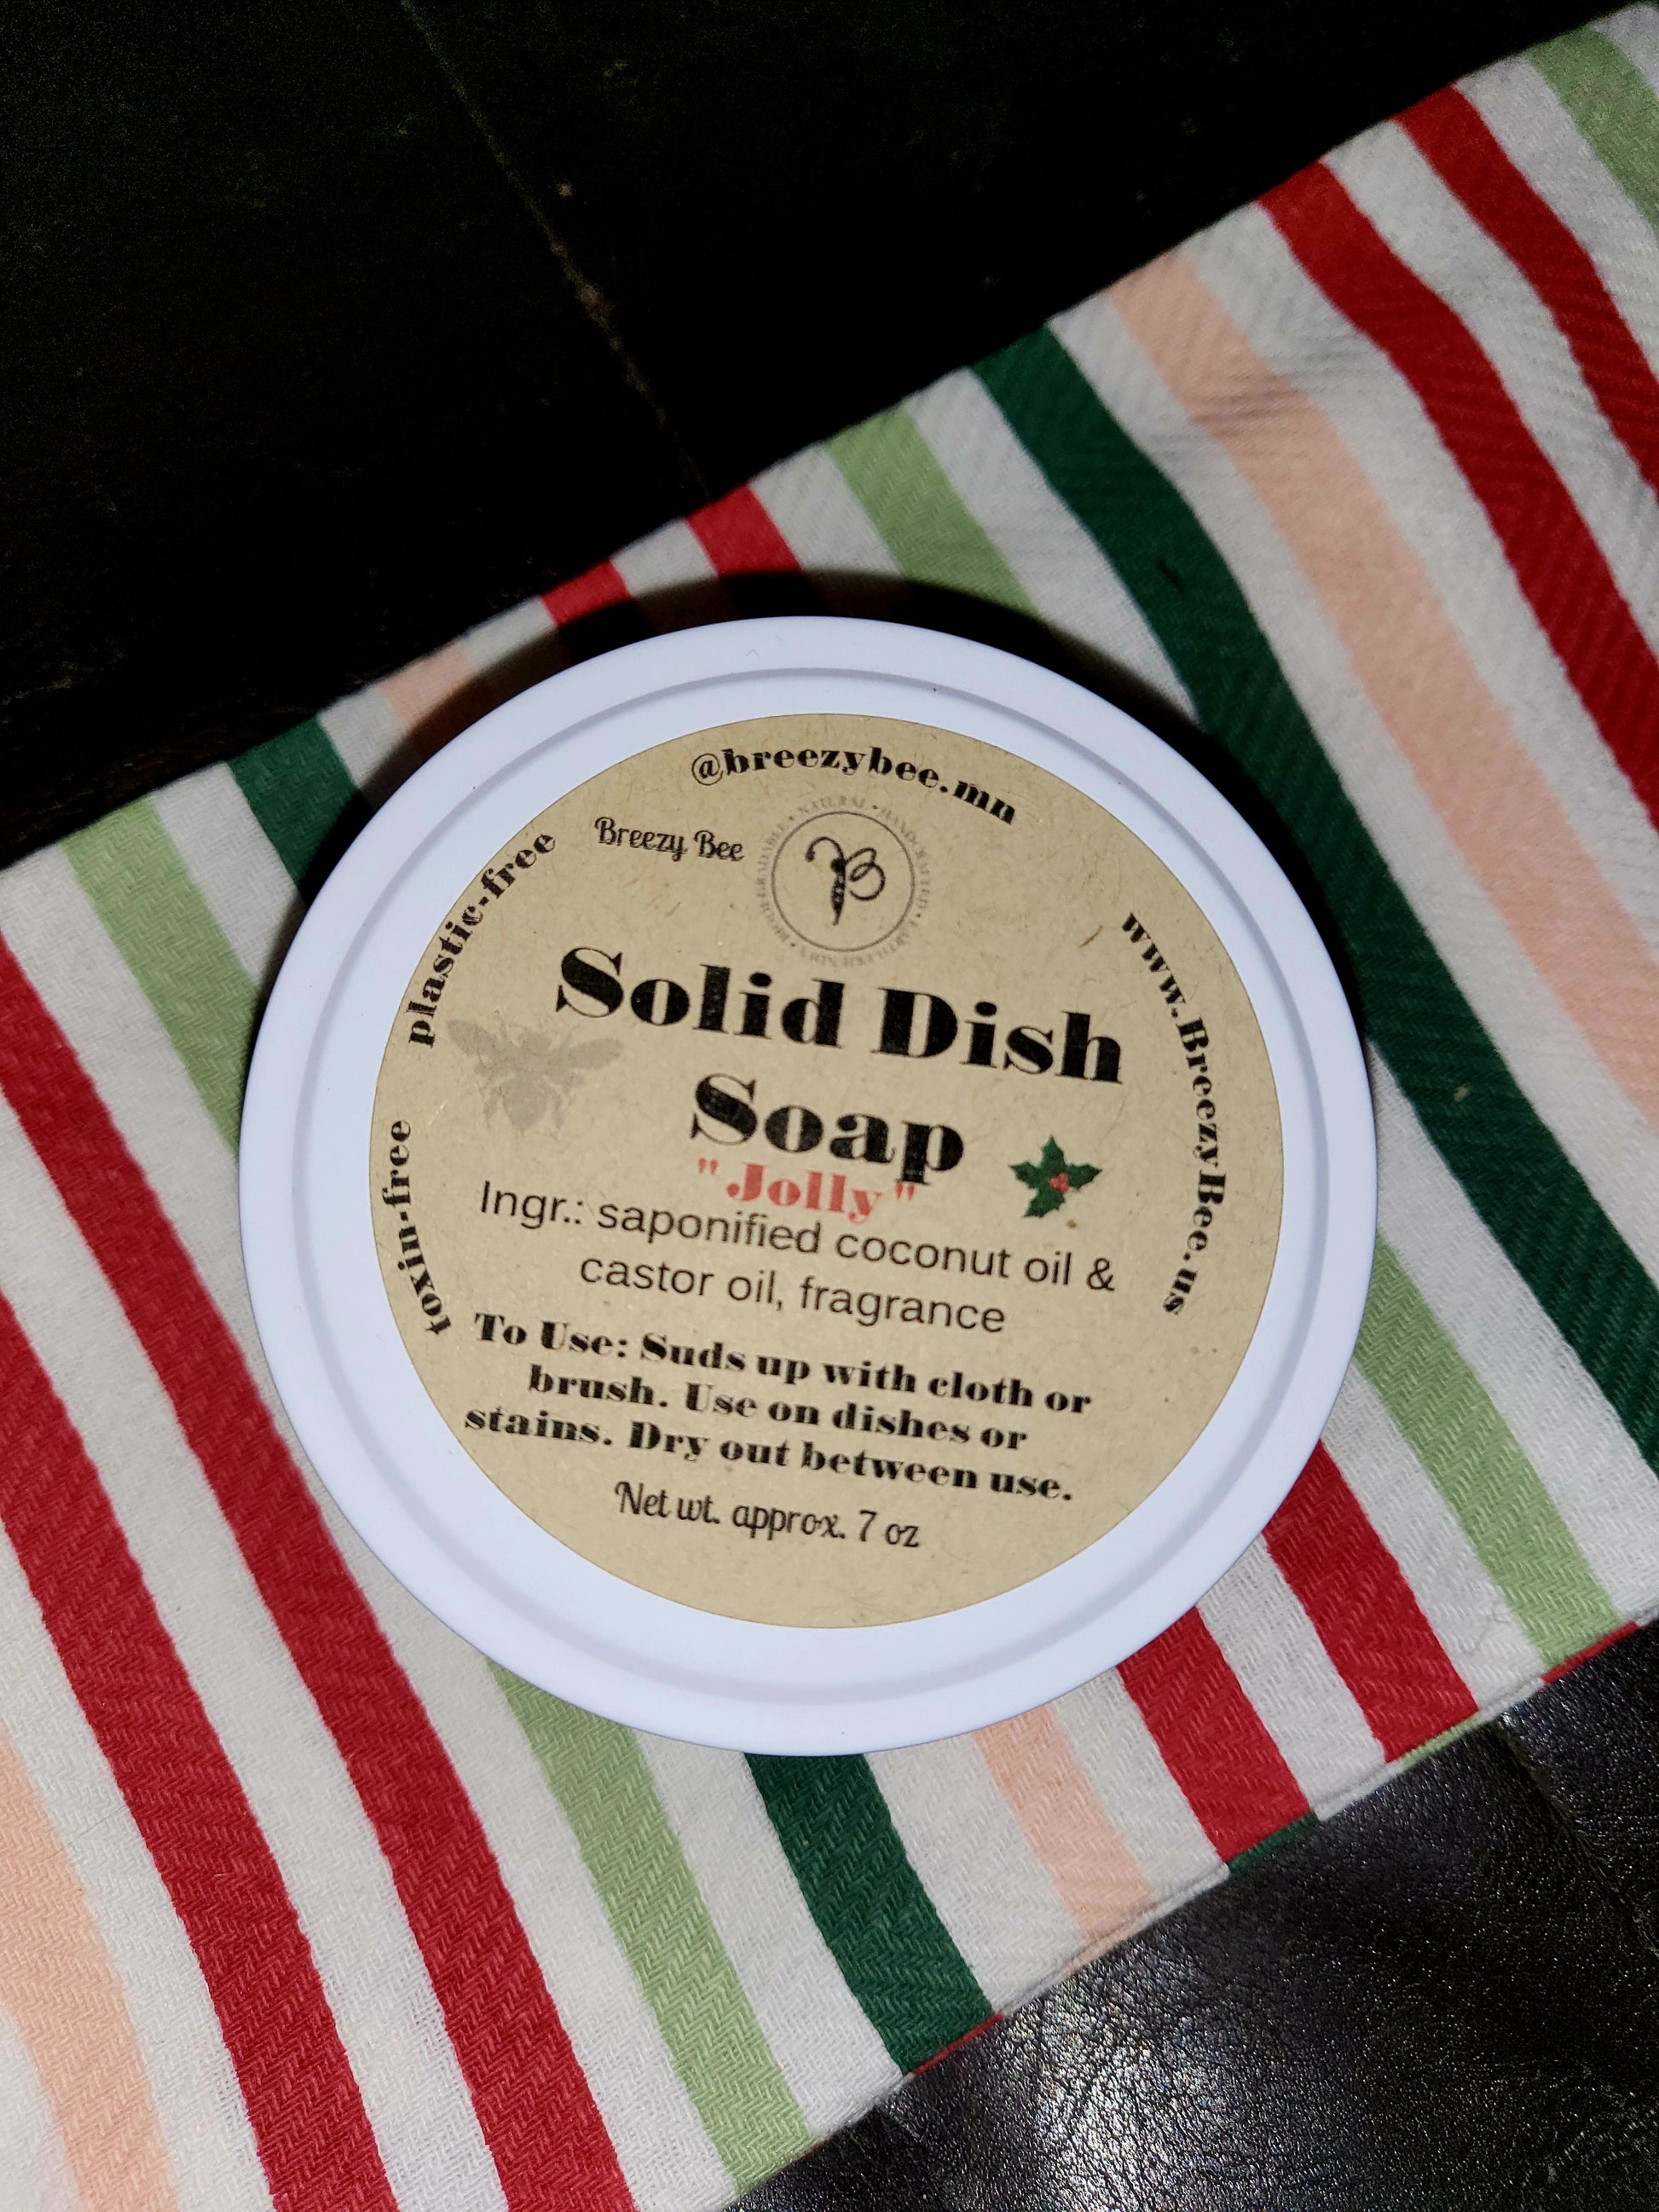 @breezybee.mn
Breezy Bee
NATURAL • HANDCRAFTED •
plastic-free
toxin-free
www.BreezyBee.us
Solid Dish
Soap
"Jolly"
Ingr.: saponified coconut oil &
castor oil, fragrance
To Use: Suds up with cloth or
brush. Use on dishes or
stains. Dry out between use.
Net wt. approx. 7 oz